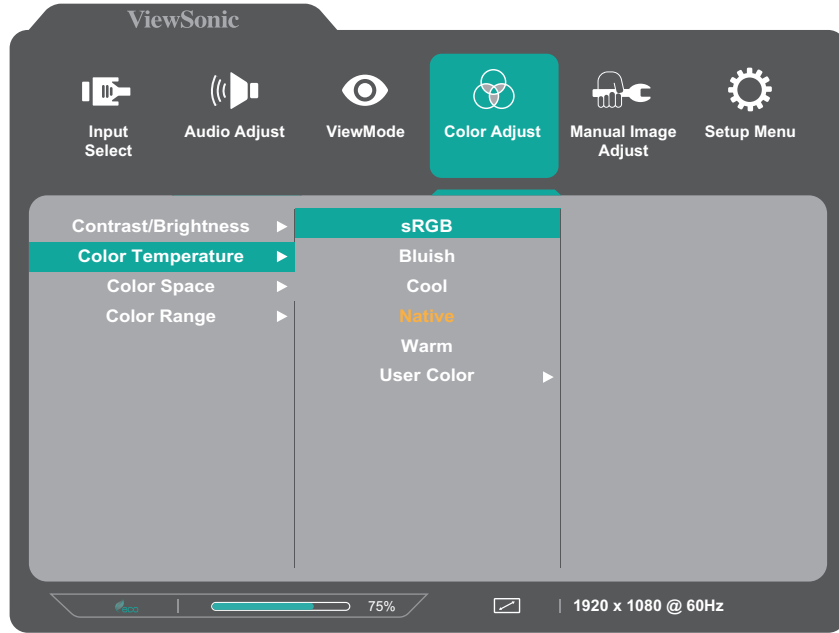 ViewSonic
Input
Select
Audio Adjust
ViewMode
Color Adjust
Manual Image
Adjust
Setup Menu
Contrast/Brightness
Color Temperature
Color Space
Color Range
sRGB
Bluish
Cool
Native
Warm
User Color
75%
1920 x 1080 @ 60Hz